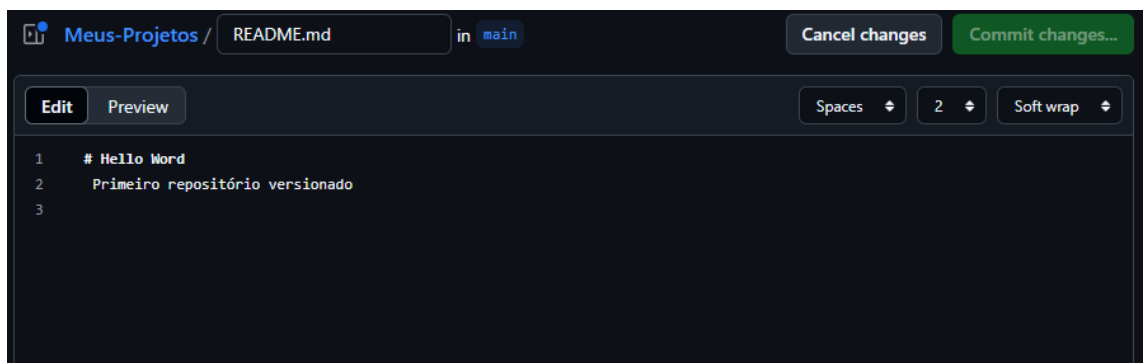 Meus-Projetos / README.md in main Cancel changes Commit changes...
Edit Preview Spaces 2 Soft wrap
1 # Hello Word
2 Primeiro repositório versionado
3